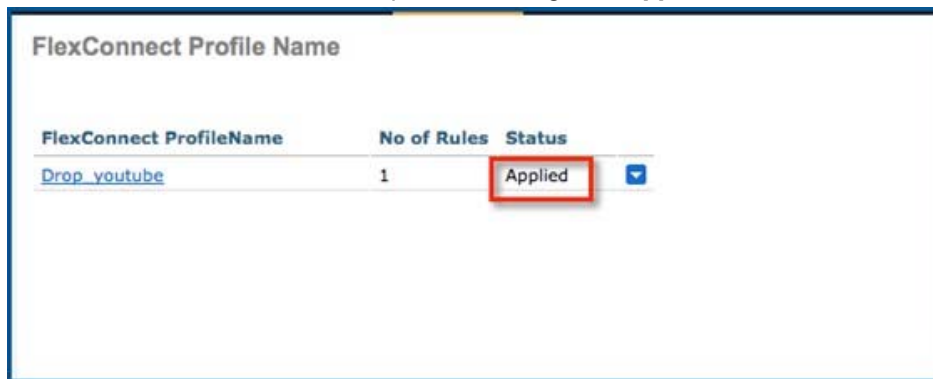 FlexConnect Profile Name
FlexConnect ProfileName No of Rules Status
Drop_youtube 1 Applied